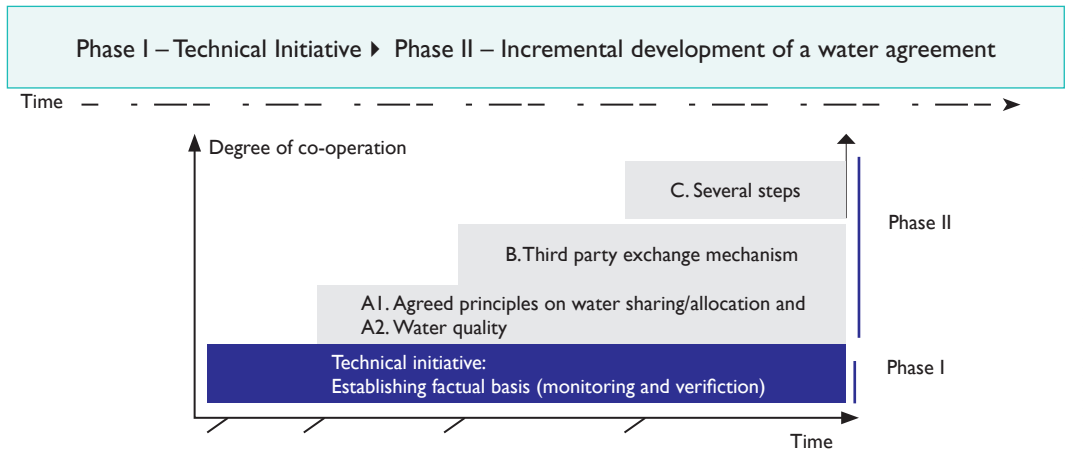 Phase I – Technical Initiative ▶ Phase II – Incremental development of a water agreement
Time
Degree of co-operation
C. Several steps
Phase II
B. Third party exchange mechanism
A1. Agreed principles on water sharing/allocation and
A2. Water quality
Technical initiative:
Phase I
Establishing factual basis (monitoring and verifiction)
Time